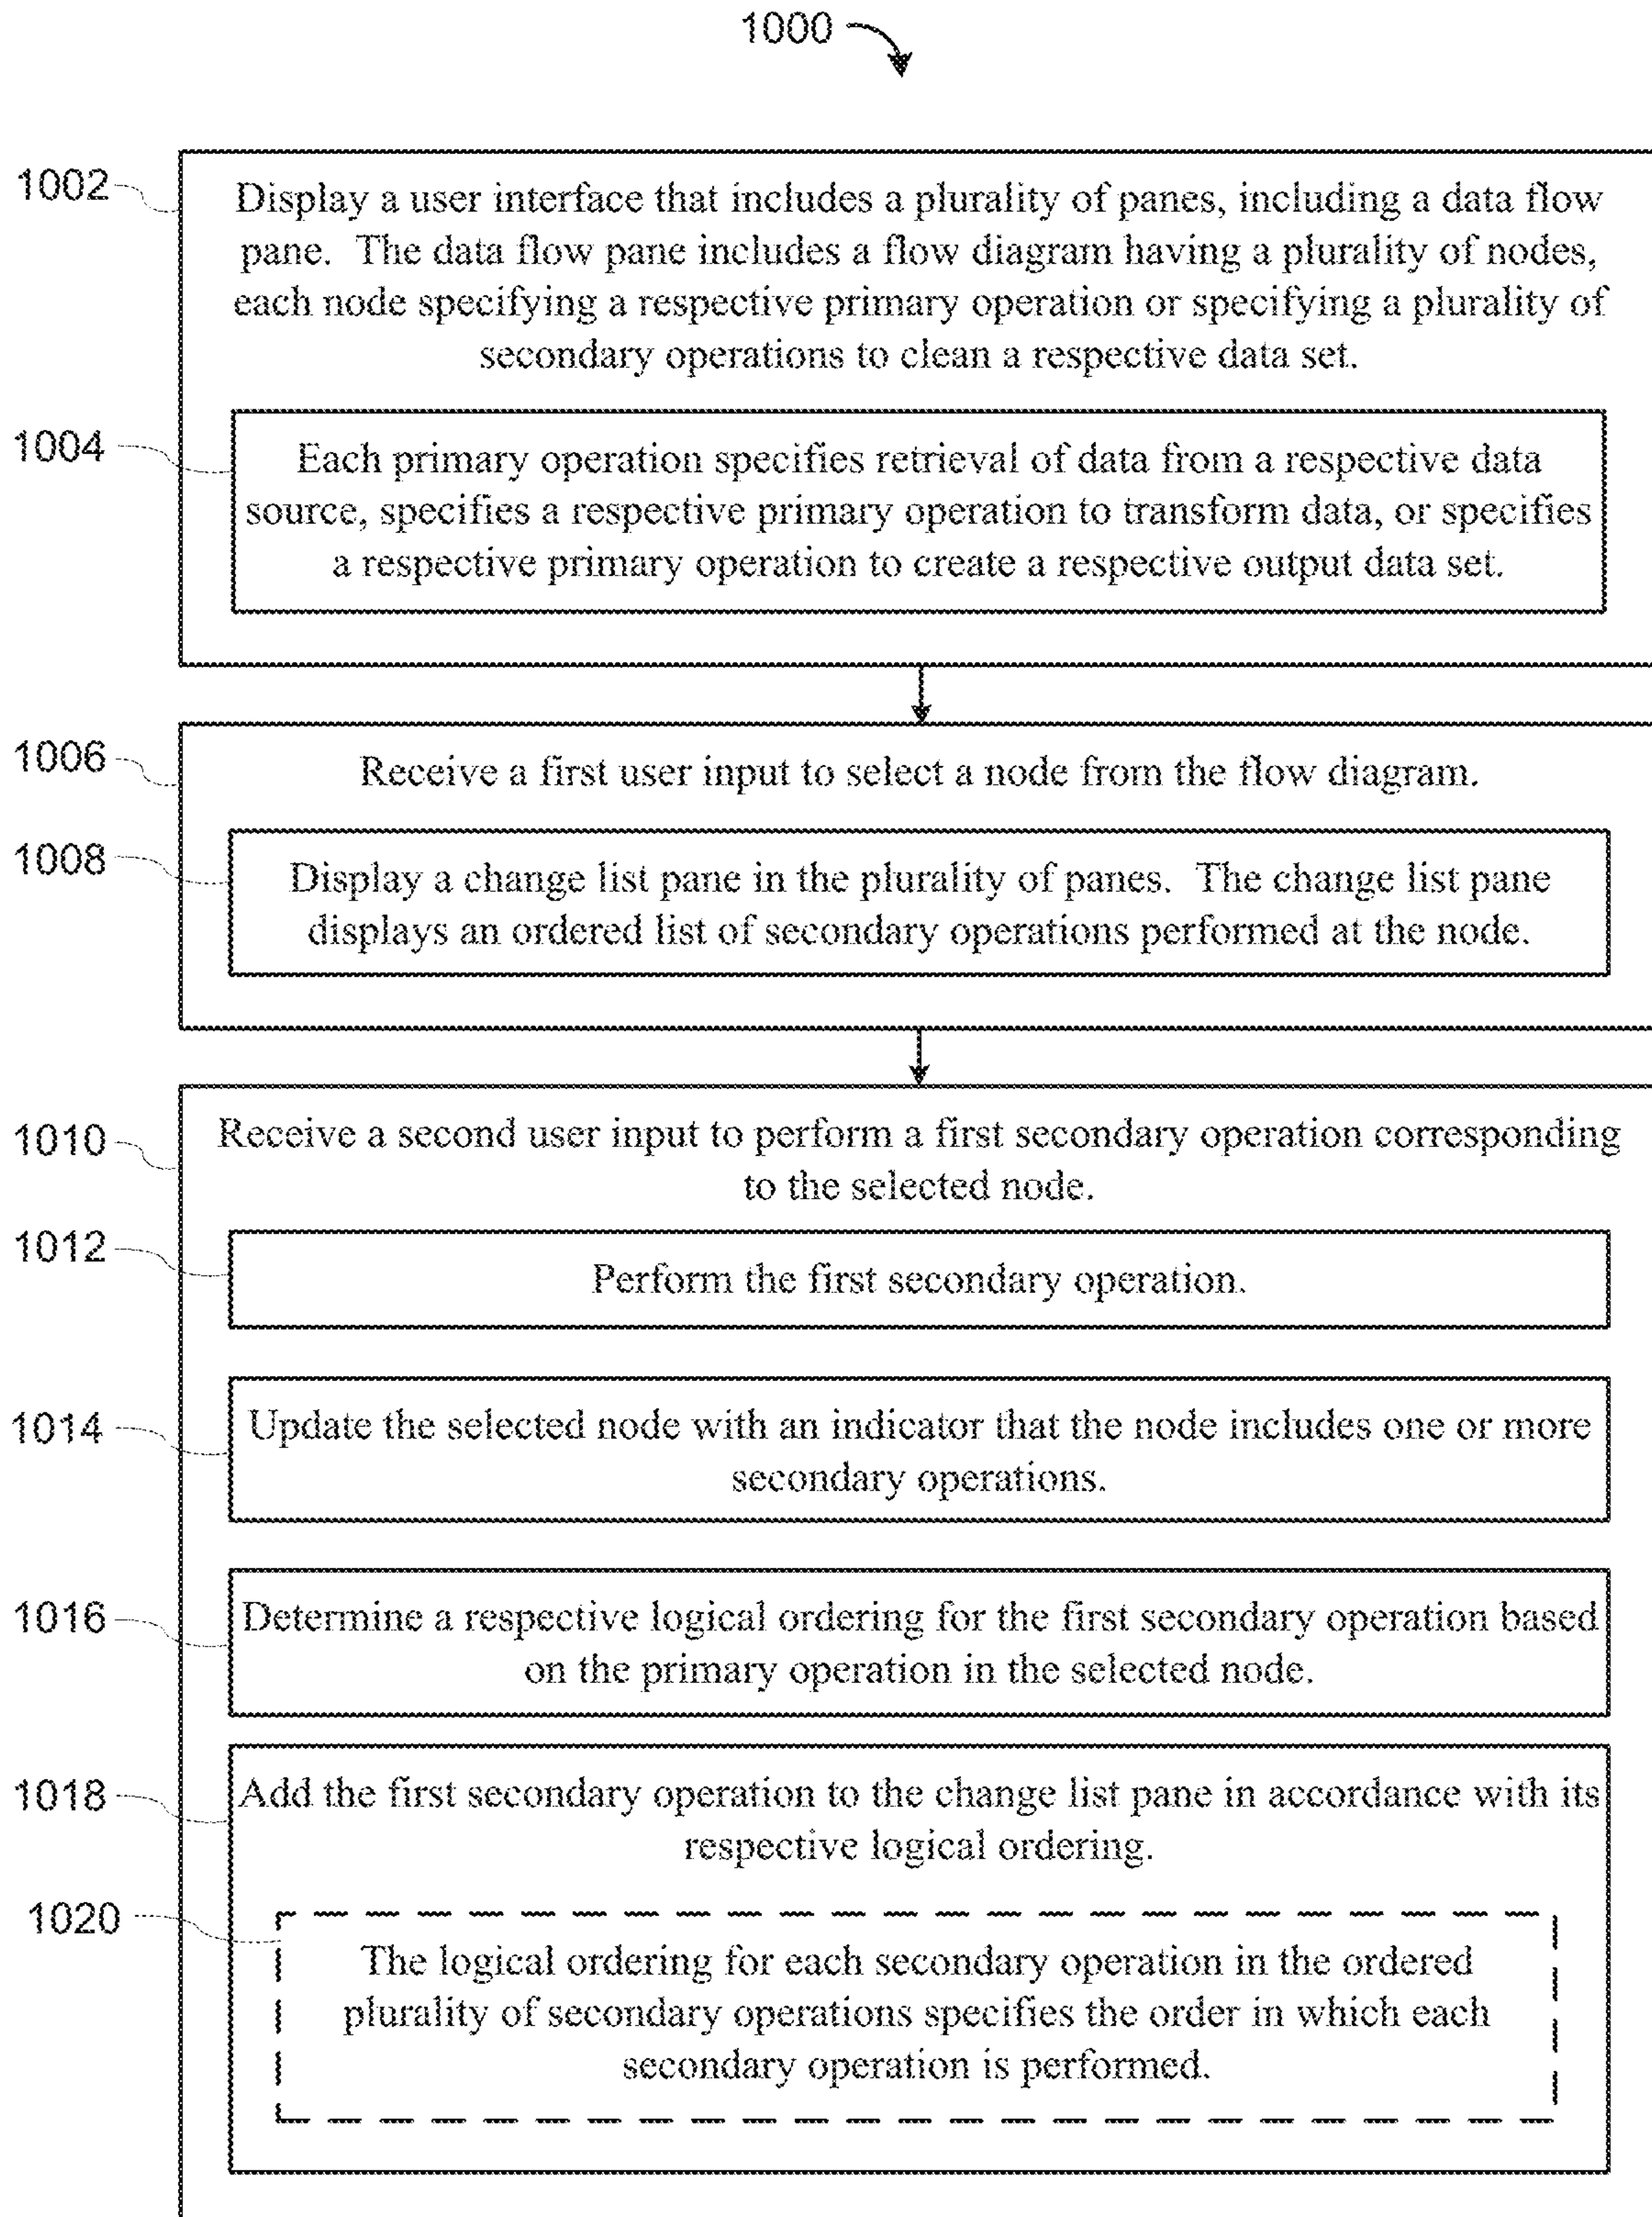 1000
1002
Display a user interface that includes a plurality of panes, including a data flow
pane. The data flow pane includes a flow diagram having a plurality of nodes,
each node specifying a respective primary operation or specifying a plurality of
secondary operations to clean a respective data set.
1004
Each primary operation specifies retrieval of data from a respective data
source, specifies a respective primary operation to transform data, or specifies
a respective primary operation to create a respective output data set.
1006
Receive a first user input to select a node from the flow diagram.
1008
Display a change list pane in the plurality of panes. The change list pane
displays an ordered list of secondary operations performed at the node.
1010
Receive a second user input to perform a first secondary operation corresponding
to the selected node.
1012
Perform the first secondary operation.
1014
Update the selected node with an indicator that the node includes one or more
secondary operations.
1016
Determine a respective logical ordering for the first secondary operation based
on the primary operation in the selected node.
1018
Add the first secondary operation to the change list pane in accordance with its
respective logical ordering.
1020
The logical ordering for each secondary operation in the ordered
plurality of secondary operations specifies the order in which each
secondary operation is performed.